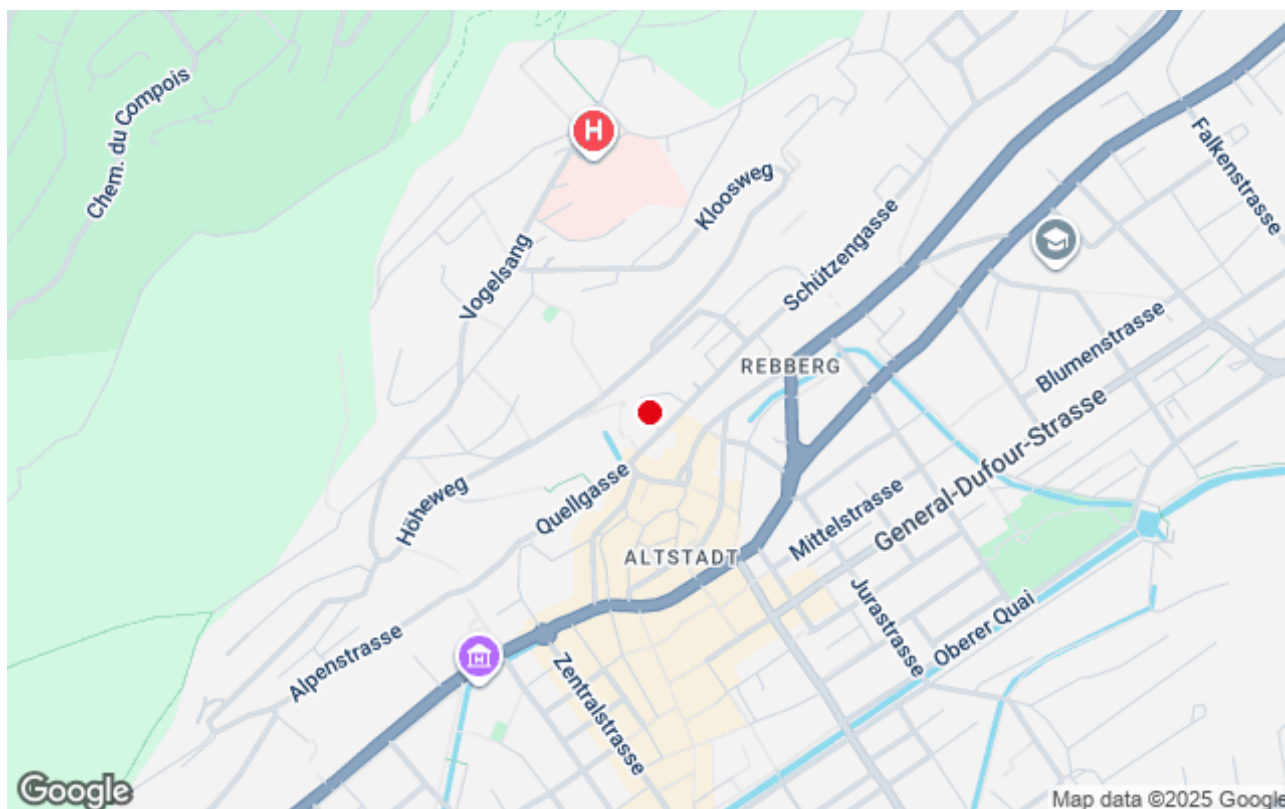 Chem. du Compois
H
Kloosweg
Falkenstrasse
Vogelsang
Schützengasse
Blumenstrasse
REBBERG
General-Dufour-Strasse
Höheweg
Quellgasse
Mittelstrasse
ALTSTADT
Jurastrasse
Oberer Quai
Alpenstrasse
Zentralstrasse
Google
Map data ©2025 Google